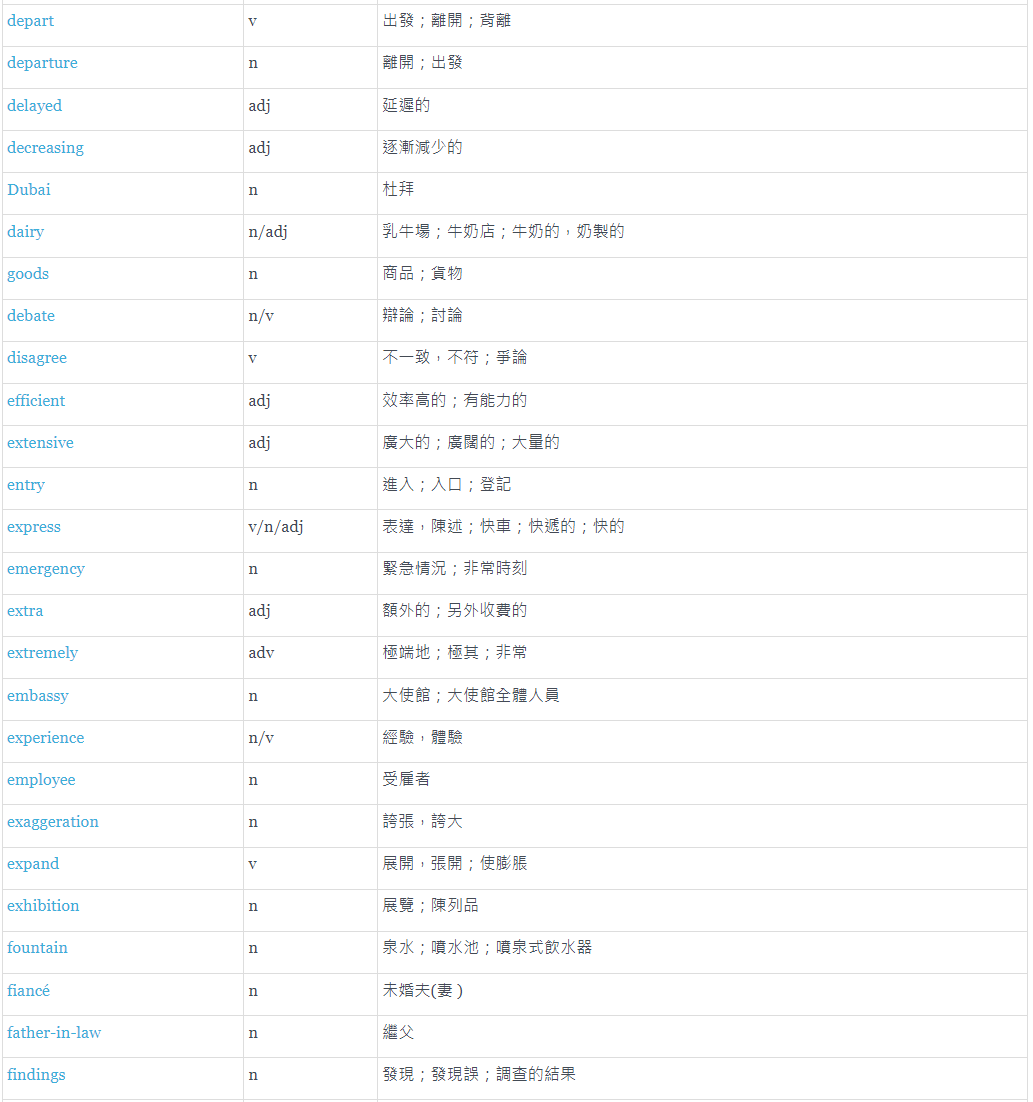 depart v 出發；離開；背離
departure n 離開；出發
delayed adj 延遲的
decreasing adj 逐漸減少的
Dubai n 杜拜
dairy n/adj 乳牛場；牛奶店；牛奶的，奶製的
goods n 商品；貨物
debate n/v 辯論；討論
disagree v 不一致，不符；爭論
efficient adj 效率高的；有能力的
extensive adj 廣大的；廣闊的；大量的
entry n 進入；入口；登記
express v/n/adj 表達，陳述；快車；快遞的；快的
emergency n 緊急情況；非常時刻
extra adj 額外的；另外收費的
extremely adv 極端地；極其；非常
embassy n 大使館；大使館全體人員
experience n/v 經驗，體驗
employee n 受雇者
exaggeration n 誇張，誇大
expand v 展開，張開；使膨脹
exhibition n 展覽；陳列品
fountain n 泉水；噴水池；噴泉式飲水器
fiancé n 未婚夫(妻 )
father-in-law n 繼父
findings n 發現；發現誤；調查的結果